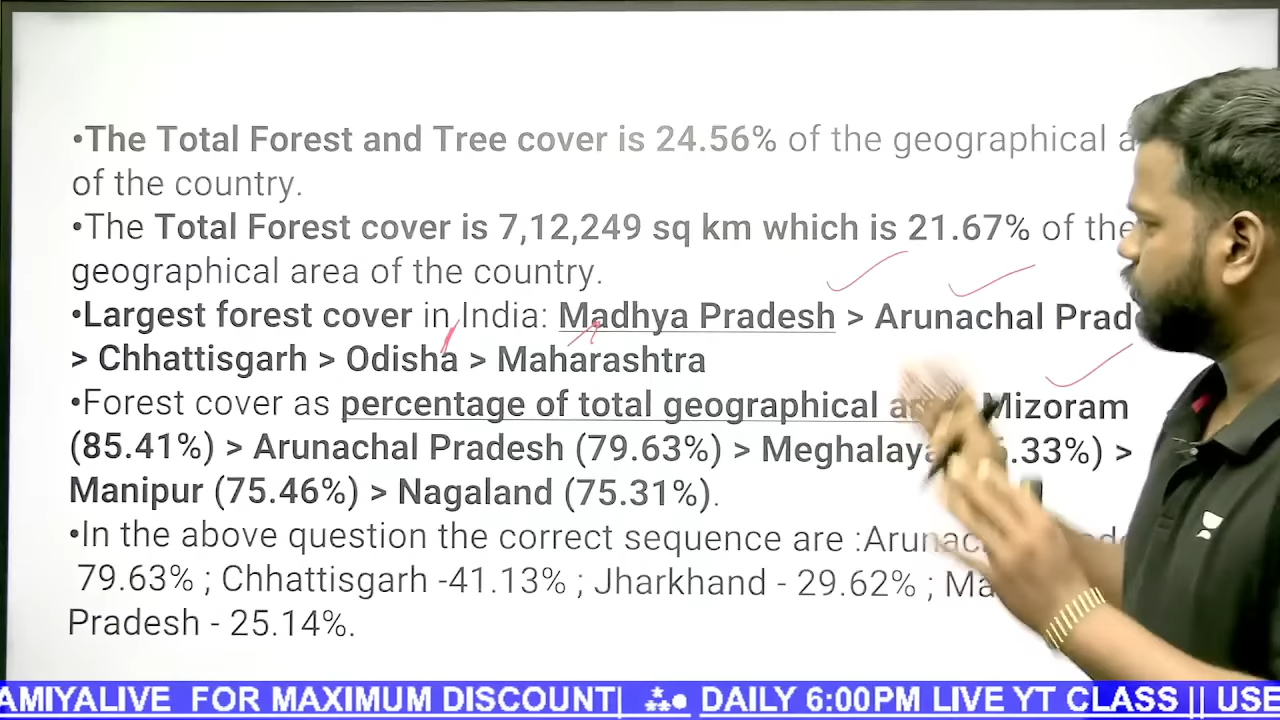 •The Total Forest and Tree cover is 24.56% of the geographical
of the country.
•The Total Forest cover is 7,12,249 sq km which is 21.67% of the
geographical area of the country.
•Largest forest cover in India: Madhya Pradesh > Arunachal
> Chhattisgarh > Odisha > Maharashtra
•Forest cover as percentage of total geographical Mizoram
(85.41%) > Arunachal Pradesh (79.63%) > Meghalaya >
Manipur (75.46%) > Nagaland (75.31%).
•In the above question the correct sequence are :
79.63% ; Chhattisgarh -41.13% ; Jharkhand - 29.62% ;
Pradesh - 25.14%.
AMIYALIVE FOR MAXIMUM DISCOUNT| DAILY 6:00PM LIVE YT CLASS || USE